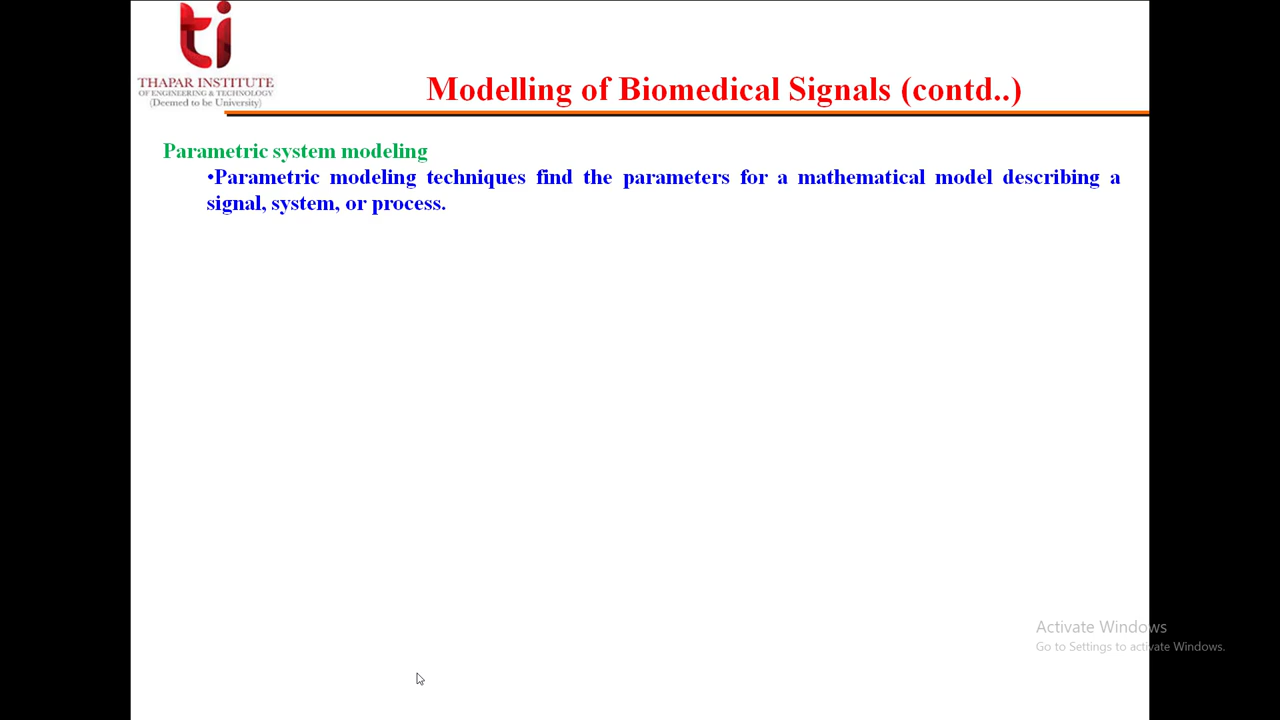 ti
THAPAR INSTITUTE
OF ENGINEERING & TECHNOLOGY
(Deemed to be University)
Modelling of Biomedical Signals (contd..)
Parametric system modeling
•Parametric modeling techniques find the parameters for a mathematical model describing a
signal, system, or process.
Activate Windows
Go to Settings to activate Windows.